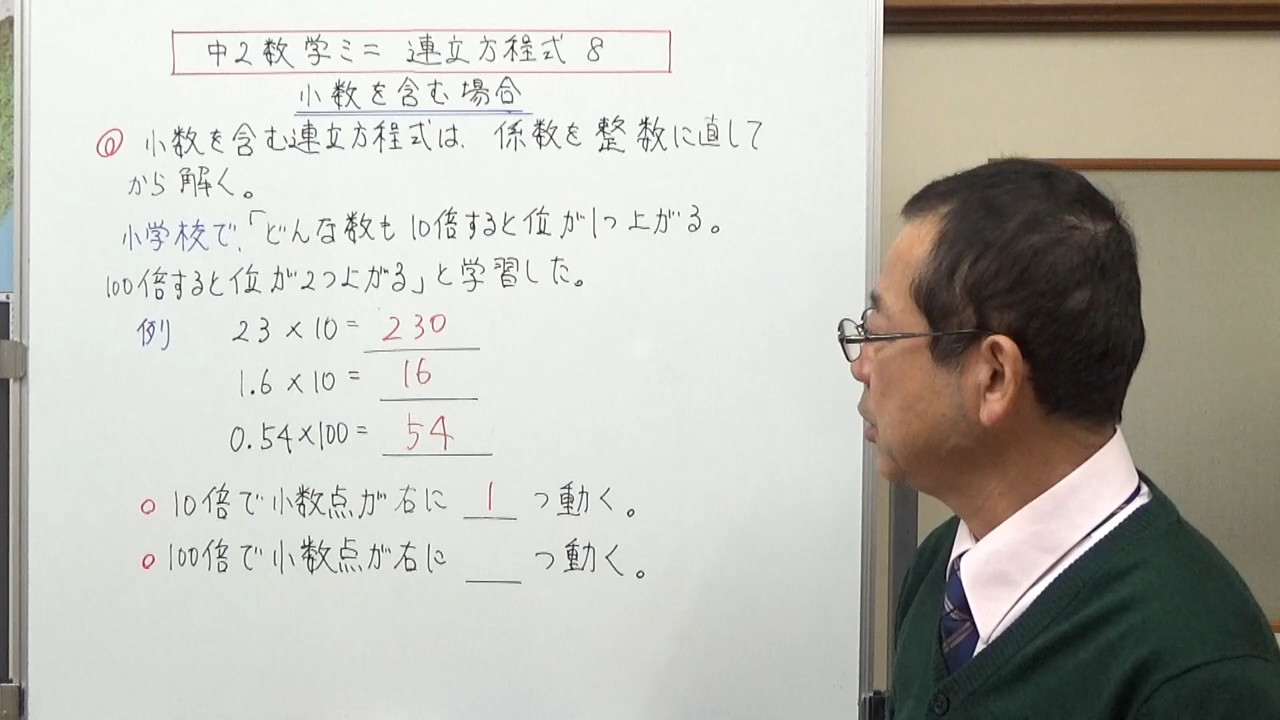 中2数学ミニ 連立方程式 8
小数を含む場合
◎ 小数を含む連立方程式は、係数を整数に直して
から解く。
小学校で、「どんな数も10倍すると位が1つ上がる。
100倍すると位が2つ上がる」と学習した。
例) 23×10= 230
1.6×10= 16
0.54×100= 54
○ 10倍で小数点が右に 1 つ動く。
○ 100倍で小数点が右に ___ つ動く。